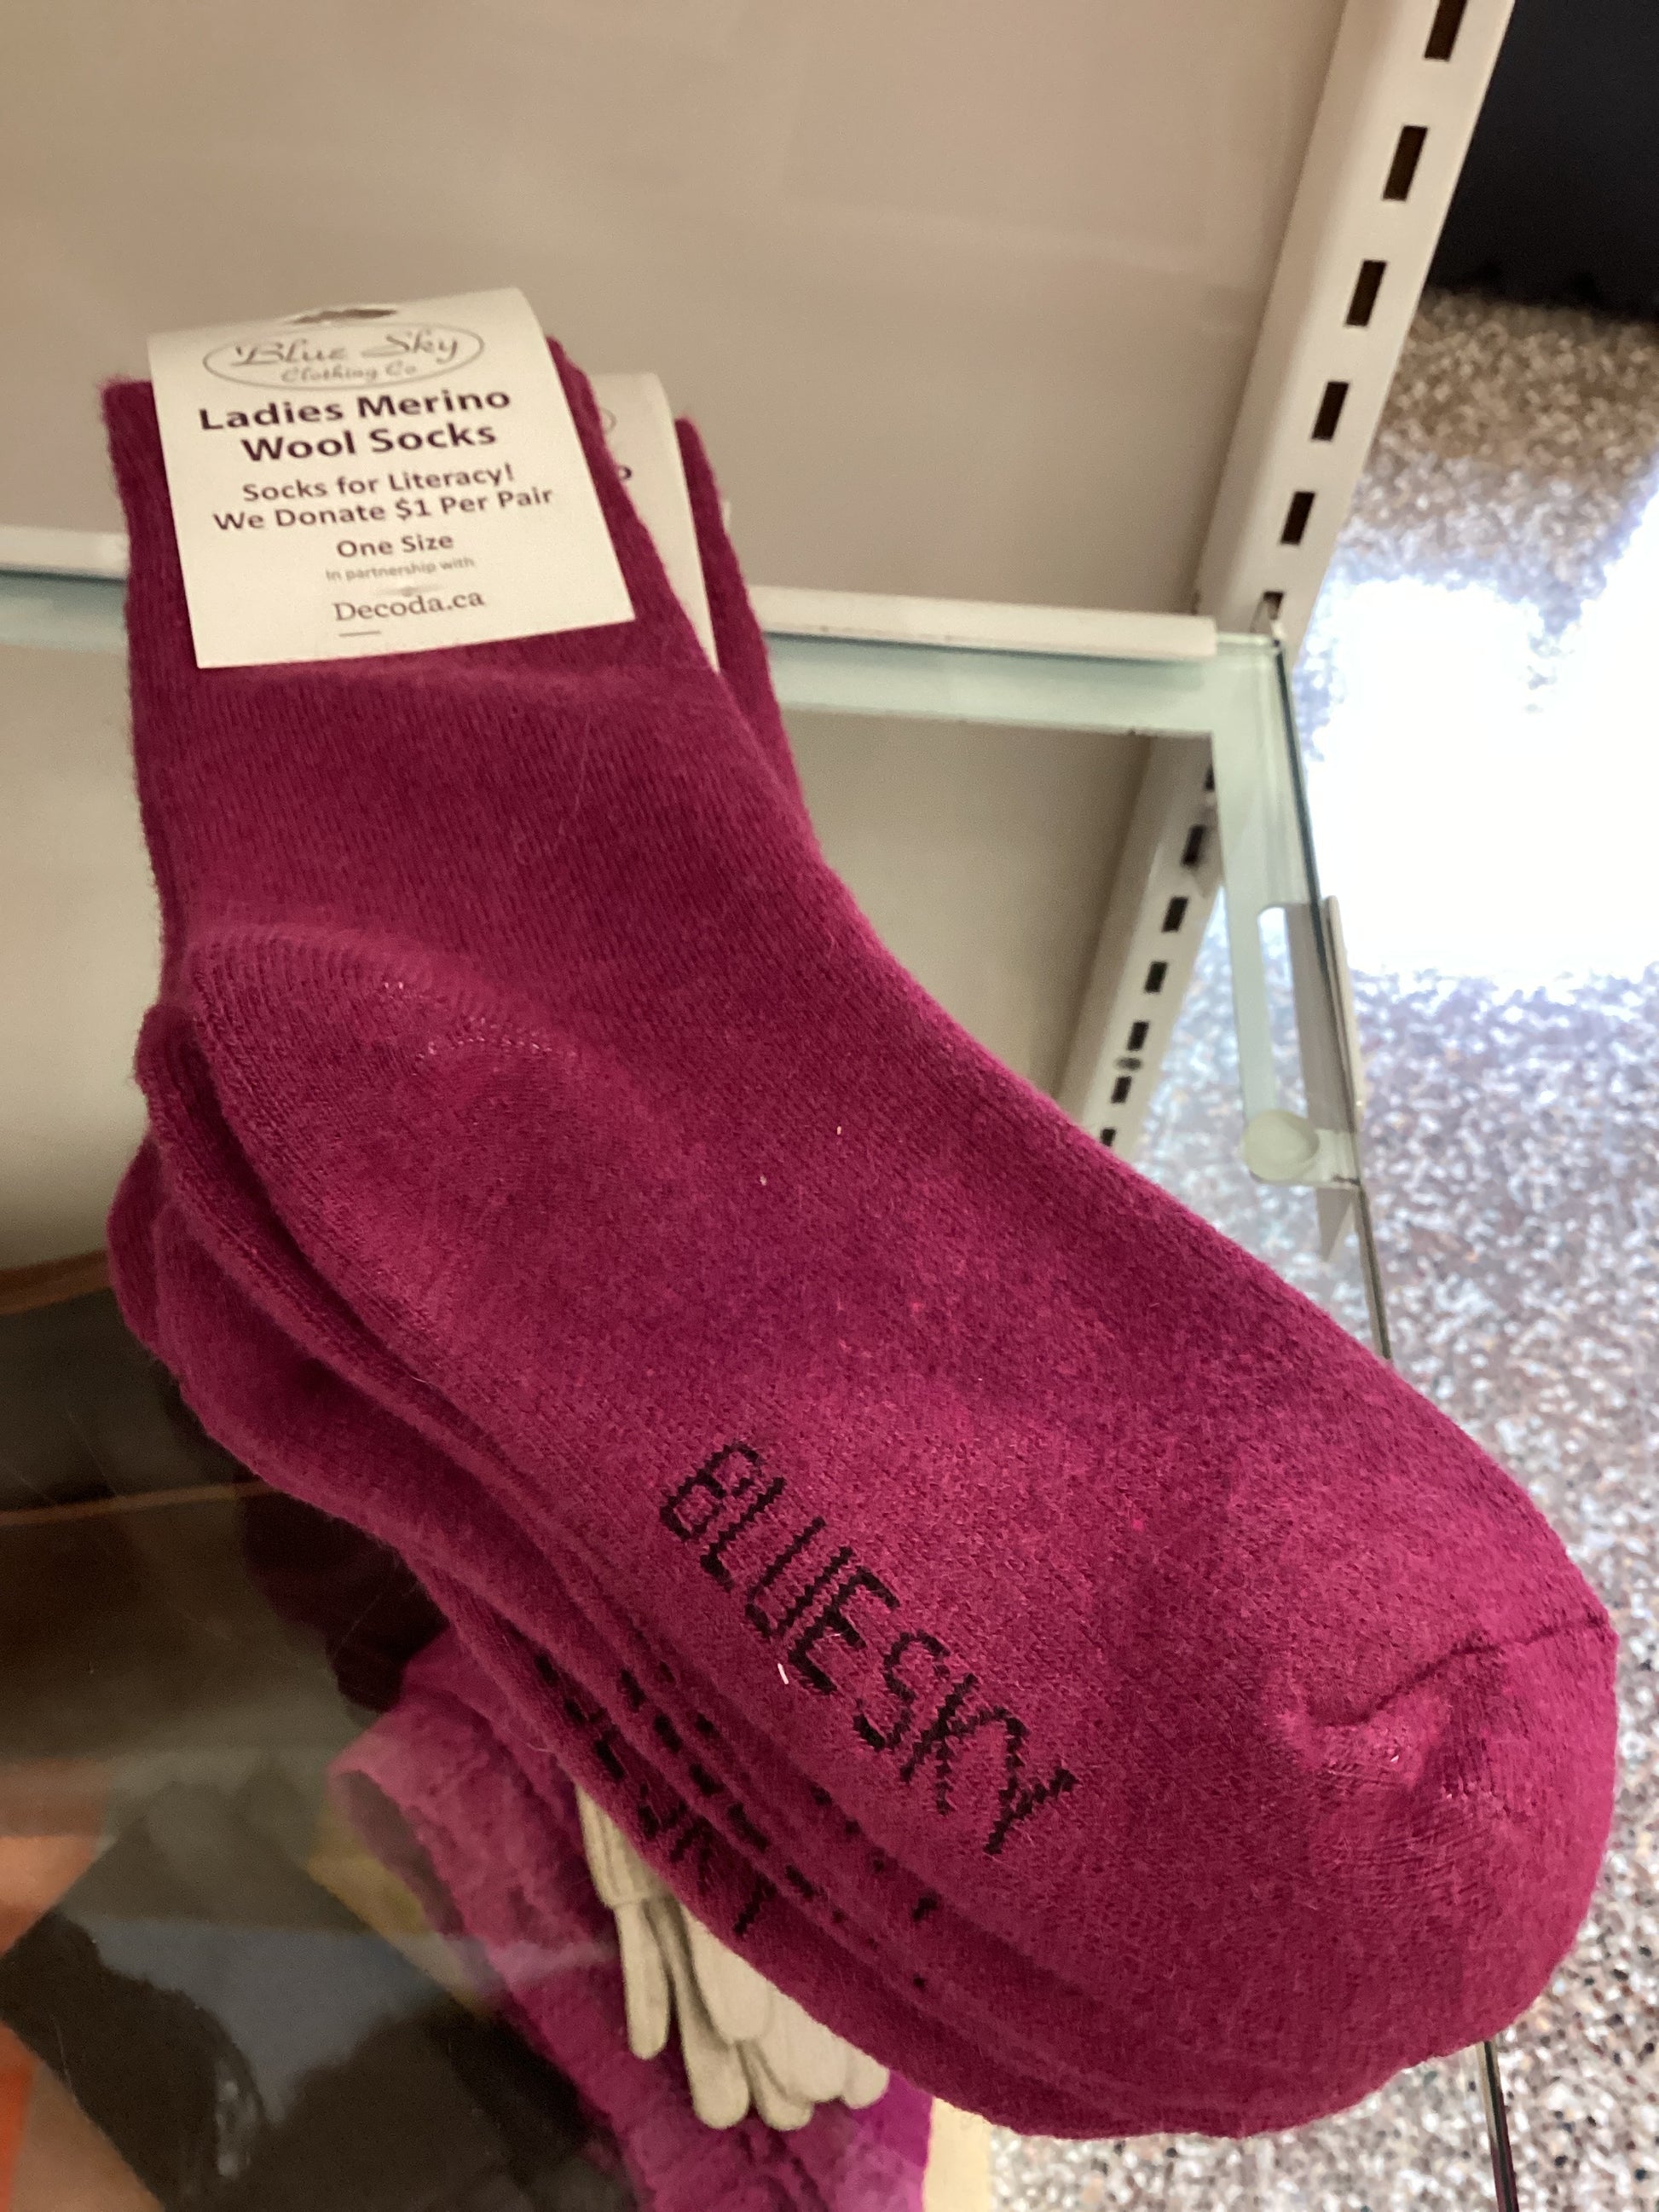 Blue Sky
Clothing Co
Ladies Merino
Wool Socks
Socks for Literacy!
We Donate $1 Per Pair
One Size
In partnership with
Decoda.ca
BLUESKY